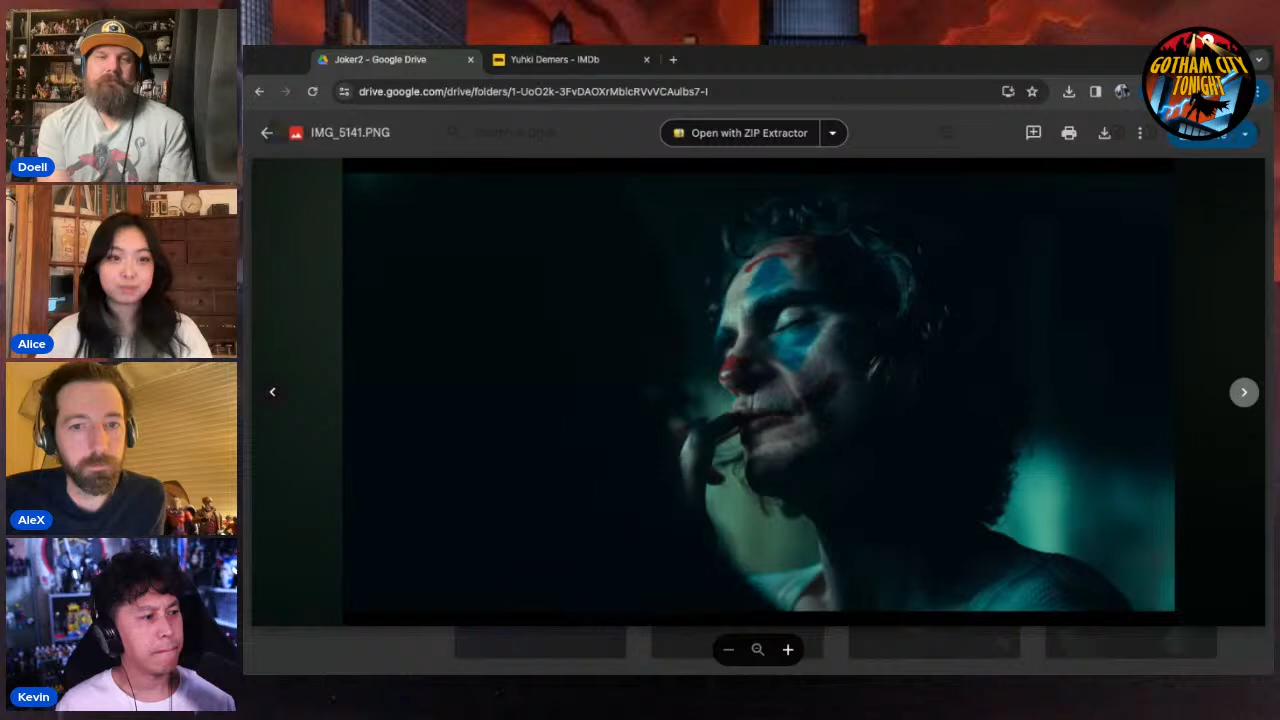 Doell
Alice
AleX
Kevin
Joker2 - Google Drive
Yuhki Demers - IMDb
drive.google.com/drive/folders/1-UoO2k-3FvDAOXrMblcRVvVCAulbs7-I
IMG_5141.PNG
Open with ZIP Extractor
GOTHAM CITY
TONIGHT